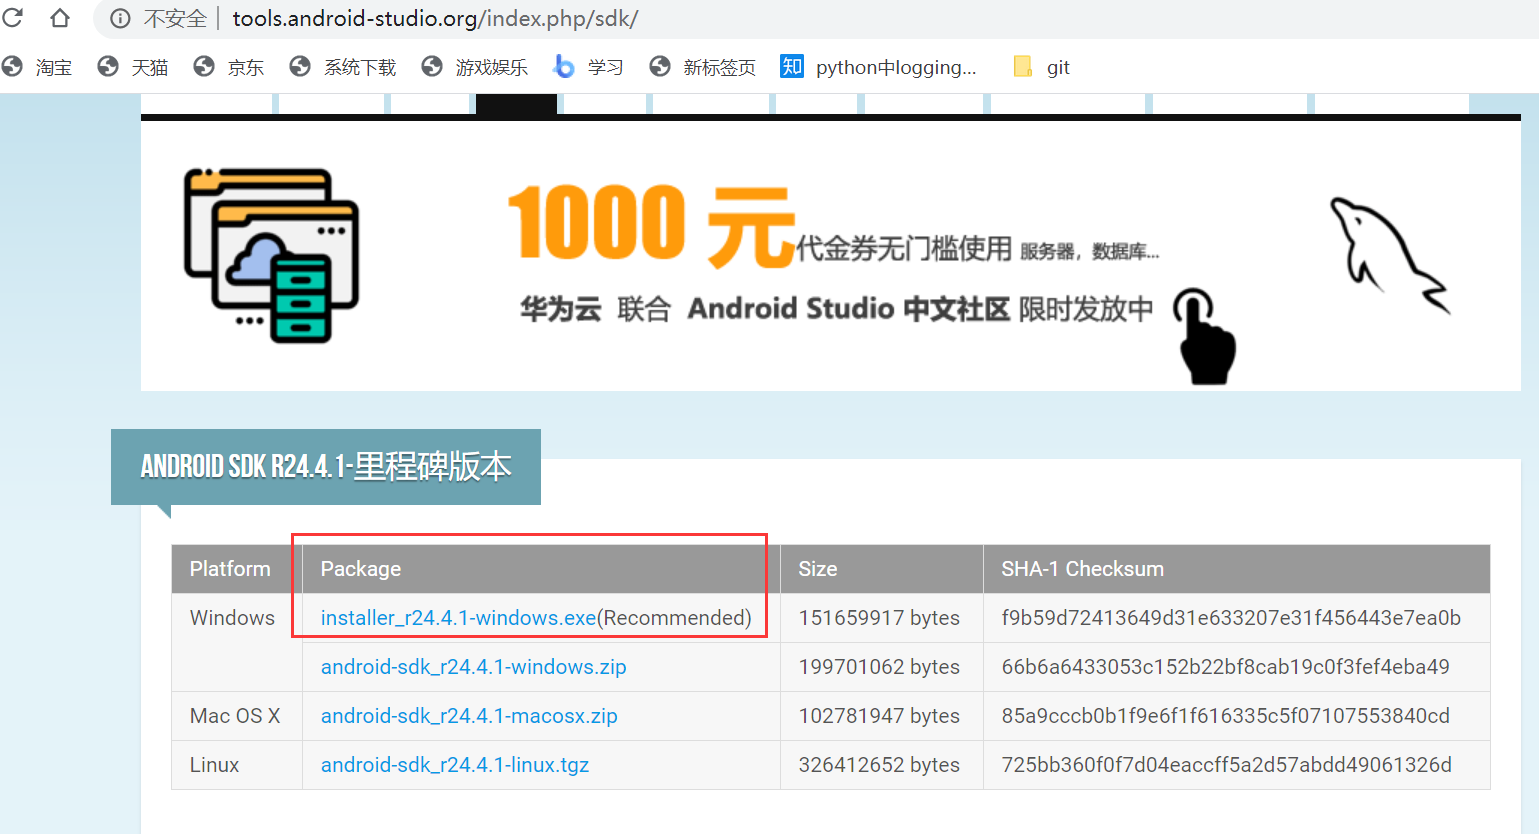 不安全 | tools.android-studio.org/index.php/sdk/
淘宝 天猫 京东 系统下载 游戏娱乐 学习 新标签页 知 python中logging... git
1000 元代金券无门槛使用 服务器，数据库...
华为云 联合 Android Studio 中文社区 限时发放中
ANDROID SDK R24.4.1-里程碑版本
Platform Package Size SHA-1 Checksum
Windows installer_r24.4.1-windows.exe(Recommended) 151659917 bytes f9b59d72413649d31e633207e31f456443e7ea0b
android-sdk_r24.4.1-windows.zip 199701062 bytes 66b6a6433053c152b22bf8cab19c0f3fef4eba49
Mac OS X android-sdk_r24.4.1-macosx.zip 102781947 bytes 85a9cccb0b1f9e6f1f616335c5f07107553840cd
Linux android-sdk_r24.4.1-linux.tgz 326412652 bytes 725bb360f0f7d04eaccff5a2d57abdd49061326d